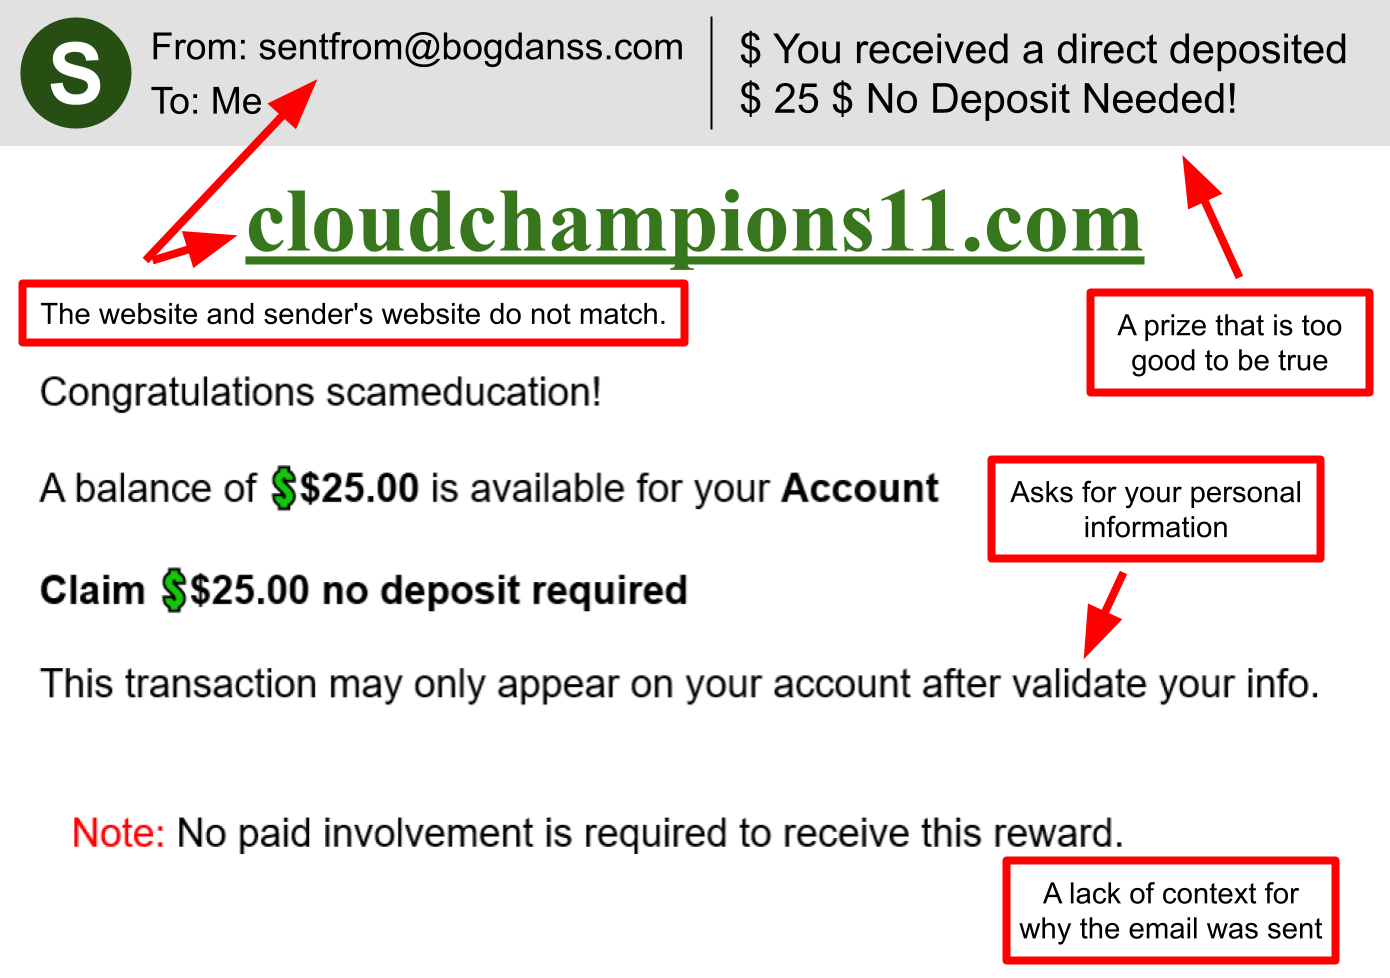 S
From: sentfrom@bogdanss.com
To: Me
$ You received a direct deposited
$ 25 $ No Deposit Needed!
cloudchampions11.com
The website and sender's website do not match.
A prize that is too
good to be true
Congratulations scameducation!
A balance of 💲$25.00 is available for your Account
Asks for your personal
information
Claim 💲$25.00 no deposit required
This transaction may only appear on your account after validate your info.
Note: No paid involvement is required to receive this reward.
A lack of context for
why the email was sent